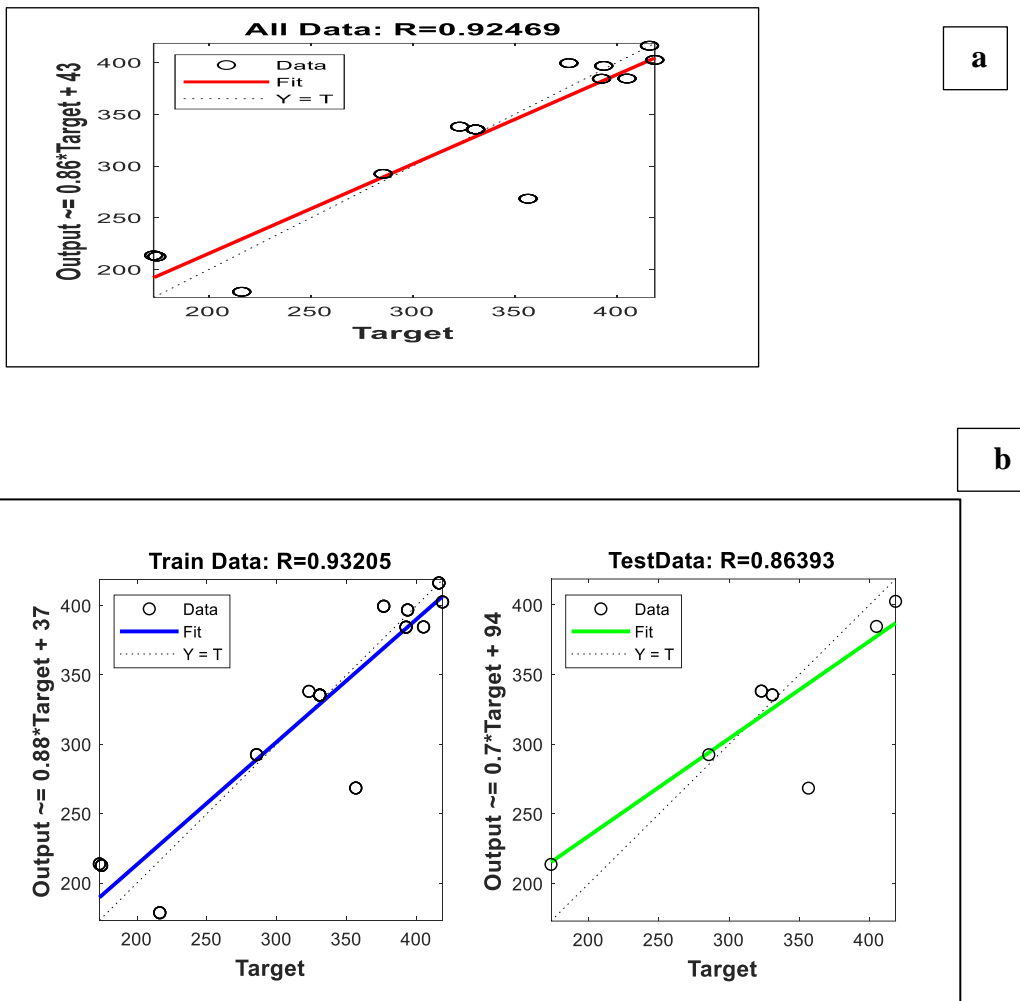 All Data: R=0.92469
a
Output ~= 0.86*Target + 43
Data
Fit
Y = T
400
350
300
250
200
200 250 300 350 400
Target
b
Train Data: R=0.93205
Output ~= 0.88*Target + 37
Data
Fit
Y = T
400
350
300
250
200
200 250 300 350 400
Target
TestData: R=0.86393
Output ~= 0.7*Target + 94
Data
Fit
Y = T
400
350
300
250
200
200 250 300 350 400
Target